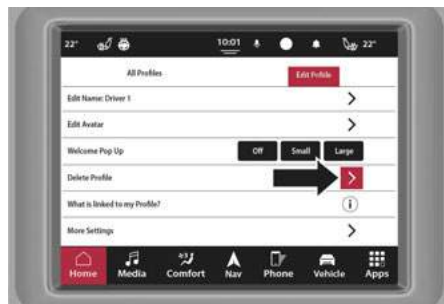 22° 10:01 22°
All Profiles Edit Profile
Edit Name: Driver 1
Edit Avatar
Welcome Pop Up Off Small Large
Delete Profile
What is linked to my Profile?
More Settings
Home Media Comfort Nav Phone Vehicle Apps